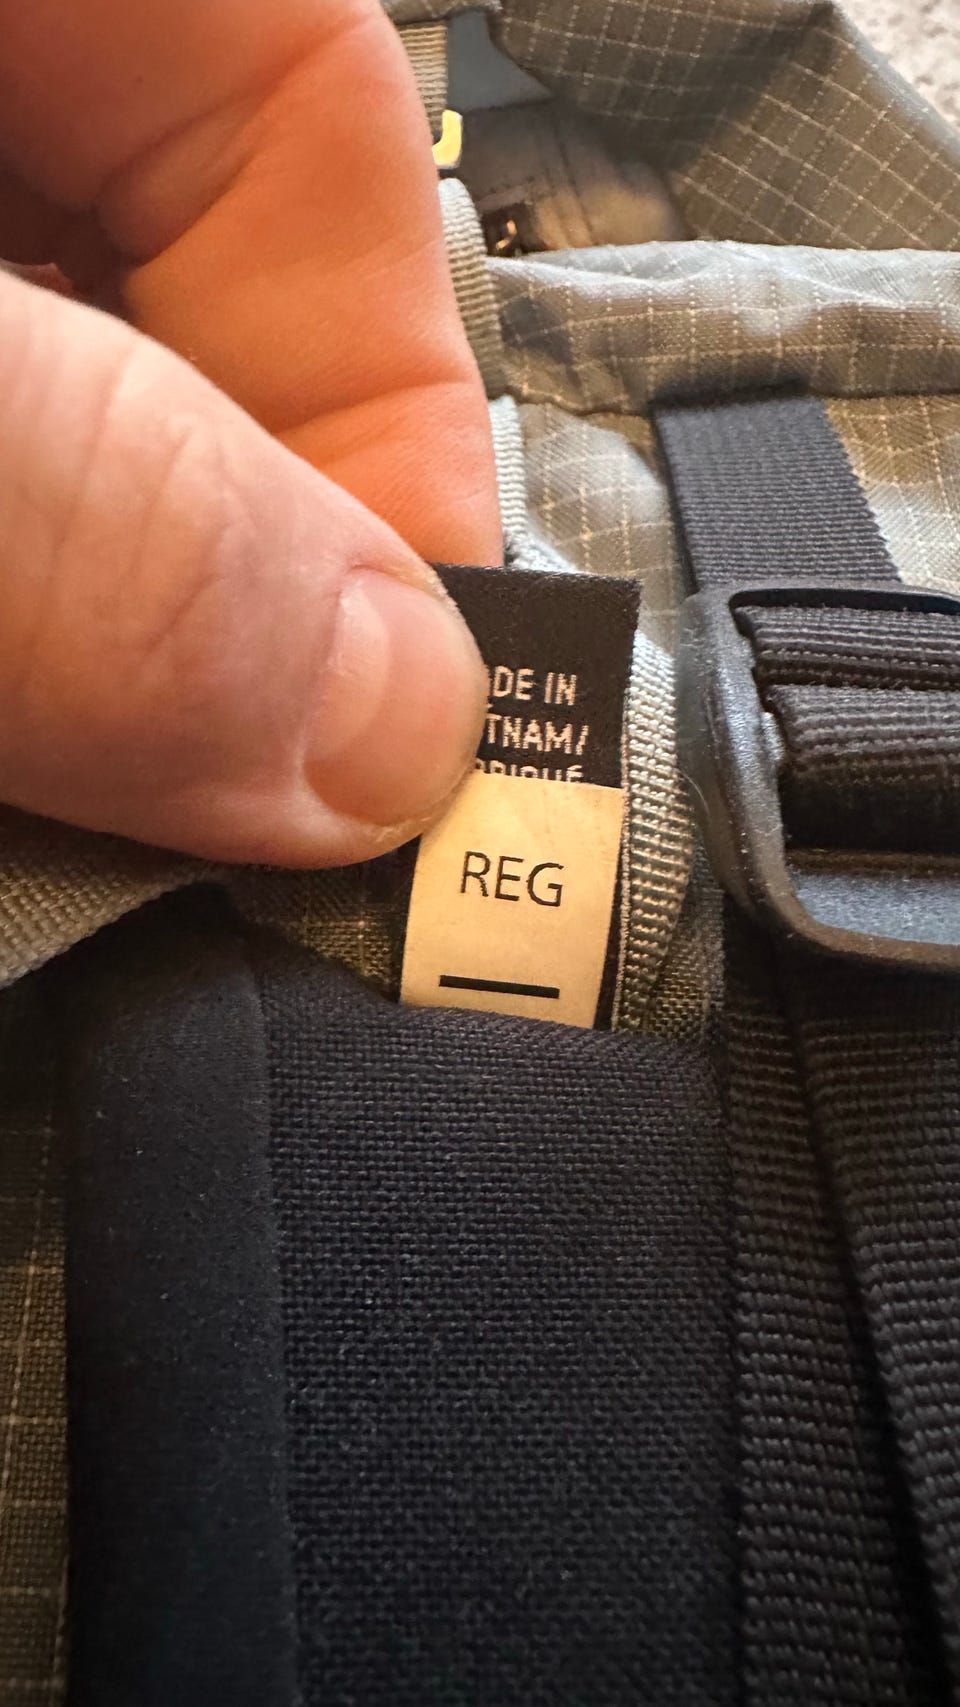 DE IN
TNAM/
REG